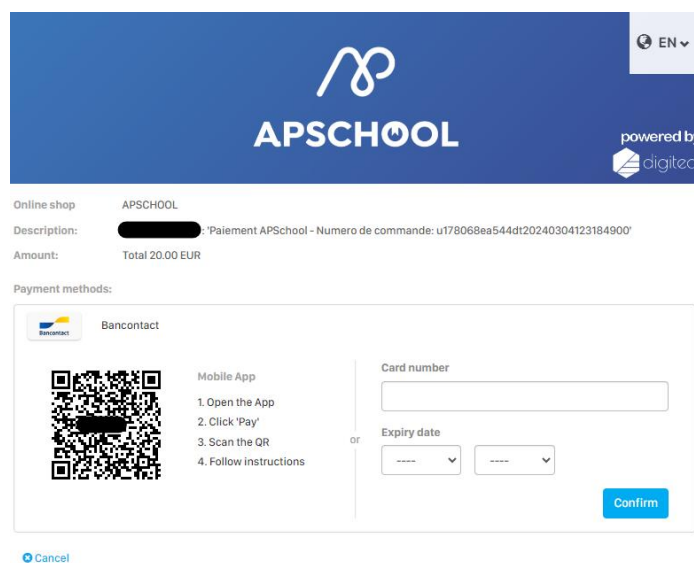 EN
APSCHOOL
powered by
digitec
Online shop APSCHOOL
Description: : 'Paiement APSchool - Numero de commande: u178068ea544dt20240304123184900'
Amount: Total 20.00 EUR
Payment methods:
Bancontact Bancontact
Mobile App
1. Open the App
2. Click 'Pay'
3. Scan the QR
4. Follow instructions
or
Card number
Expiry date
---- ----
Confirm
Cancel